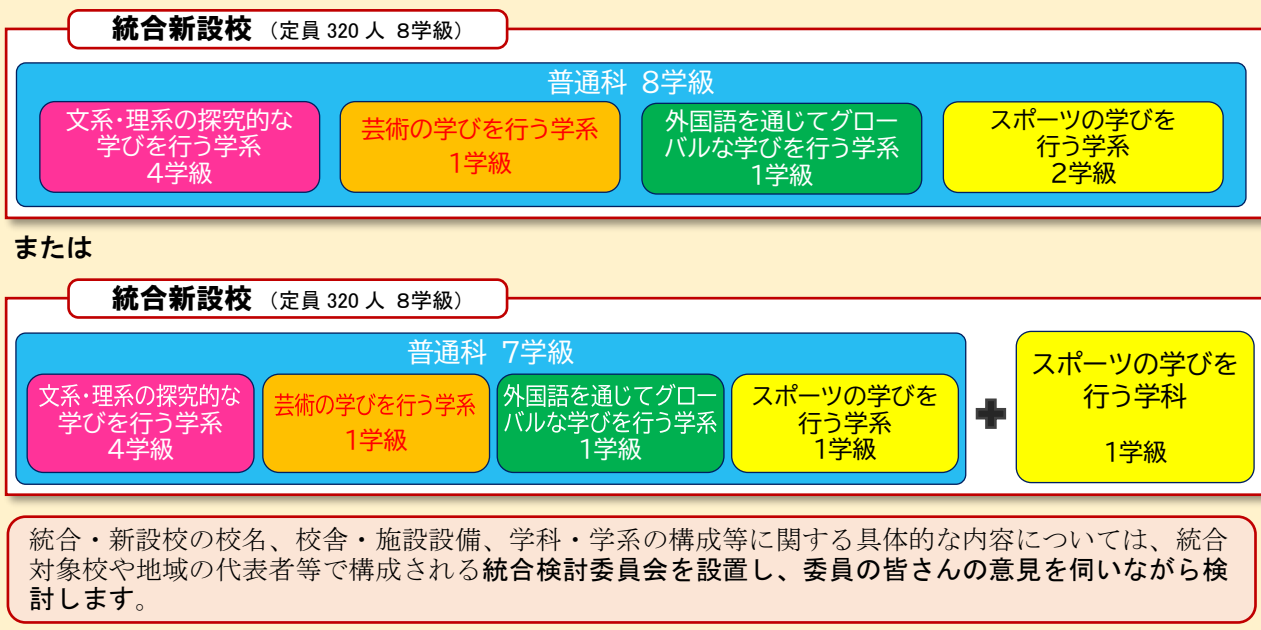 統合新設校（定員 320 人 8学級）
普通科 8学級
文系・理系の探究的な
学びを行う学系
4学級
芸術の学びを行う学系
1学級
外国語を通じてグロー
バルな学びを行う学系
1学級
スポーツの学びを
行う学系
2学級
または
統合新設校（定員 320 人 8学級）
普通科 7学級
文系・理系の探究的な
学びを行う学系
4学級
芸術の学びを行う学系
1学級
外国語を通じてグロー
バルな学びを行う学系
1学級
スポーツの学びを
行う学系
1学級
スポーツの学びを
行う学科
1学級
統合・新設校の校名、校舎・施設設備、学科・学系の構成等に関する具体的な内容については、統合
対象校や地域の代表者等で構成される統合検討委員会を設置し、委員の皆さんの意見を伺いながら検
討します。